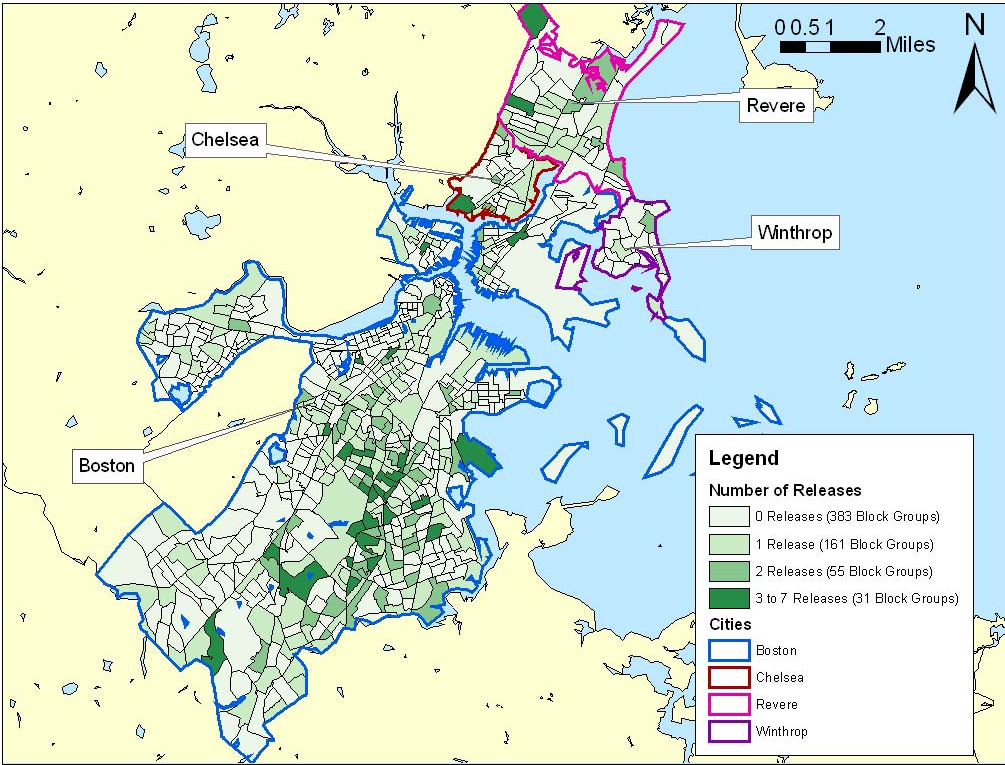 0 0.5 1 2
Miles
N
Revere
Chelsea
Winthrop
Boston
Legend
Number of Releases
0 Releases (383 Block Groups)
1 Release (161 Block Groups)
2 Releases (55 Block Groups)
3 to 7 Releases (31 Block Groups)
Cities
Boston
Chelsea
Revere
Winthrop